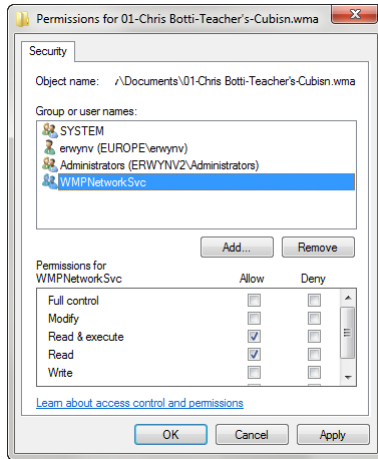 Permissions for 01-Chris Botti-Teacher's-Cubisn.wma
Security
Object name: \Documents\01-Chris Botti-Teacher's-Cubisn.wma
Group or user names:
SYSTEM
erwynv (EUROPE\erwynv)
Administrators (ERWYNV2\Administrators)
WMPNetworkSvc
Add... Remove
Permissions for
WMPNetworkSvc Allow Deny
Full control
Modify
Read & execute
Read
Write
Learn about access control and permissions
OK Cancel Apply